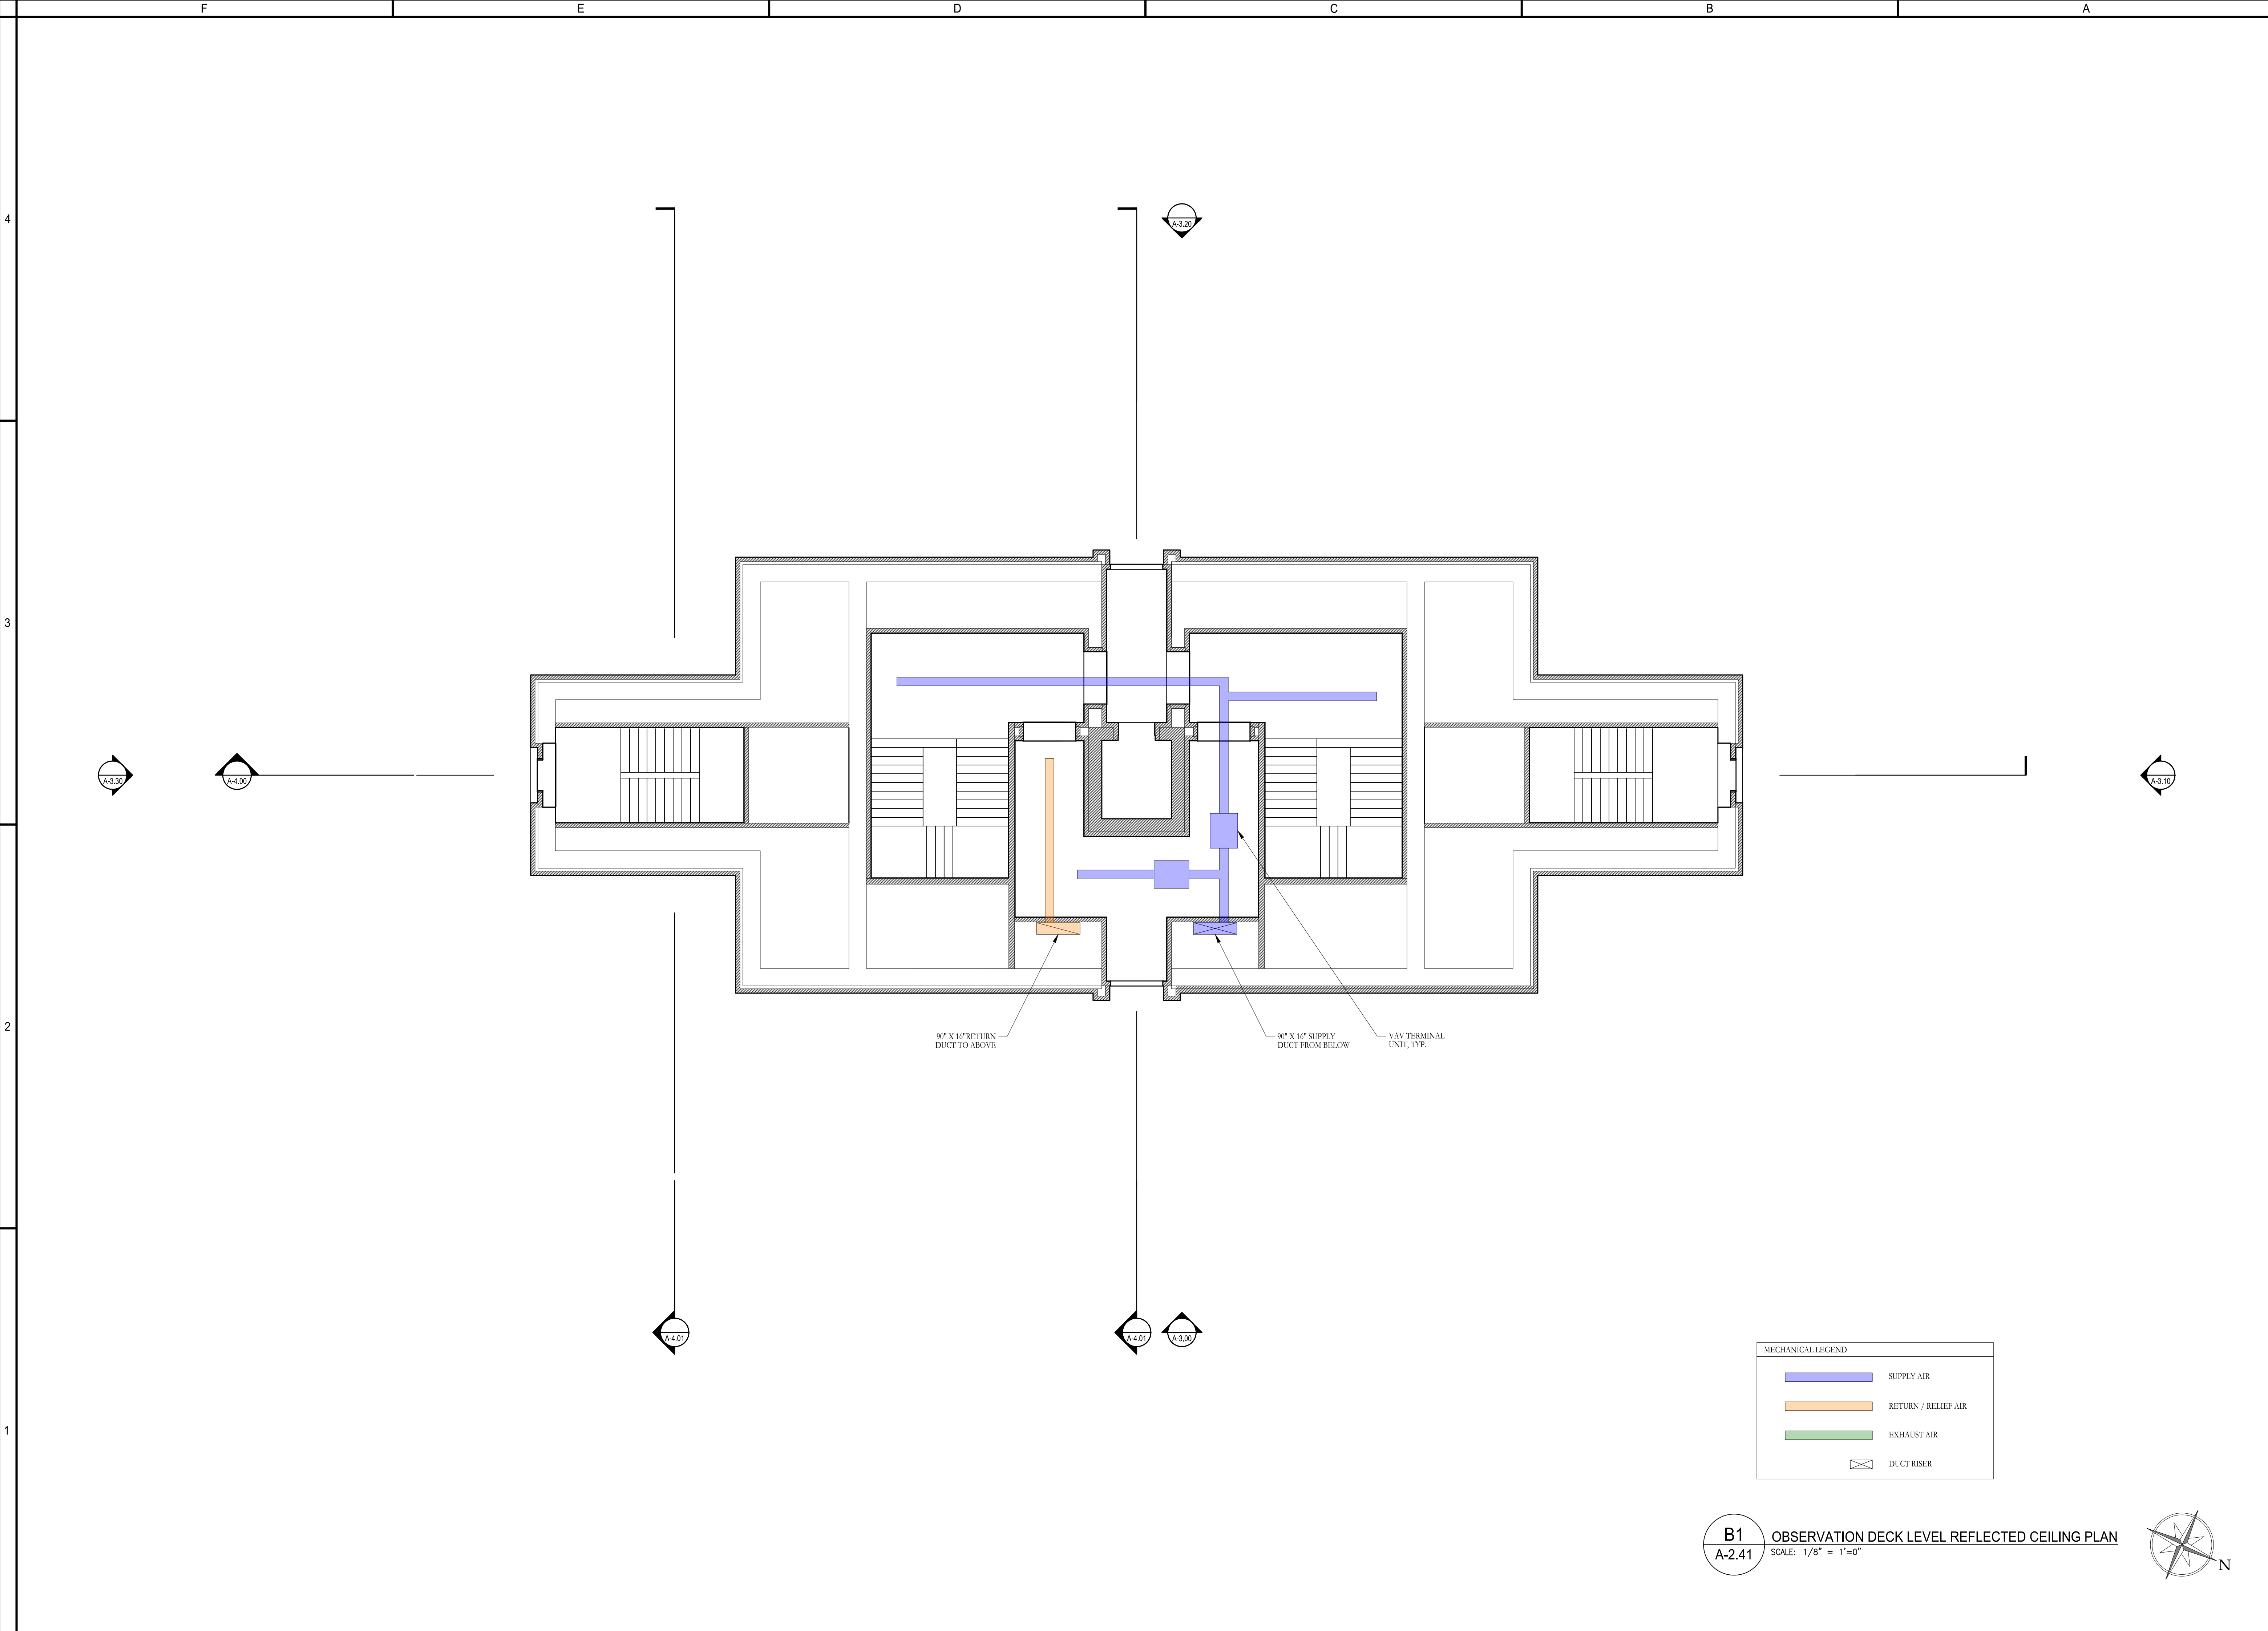 F E D C B A
4
A-3.20
3
A-3.30
A-4.00
A-3.10
90" X 16"RETURN
DUCT TO ABOVE
90" X 16" SUPPLY
DUCT FROM BELOW
VAV TERMINAL
UNIT, TYP.
2
A-4.01
A-4.01
A-3.00
MECHANICAL LEGEND
SUPPLY AIR
RETURN / RELIEF AIR
EXHAUST AIR
DUCT RISER
1
B1
A-2.41
OBSERVATION DECK LEVEL REFLECTED CEILING PLAN
SCALE: 1/8" = 1'=0"
N